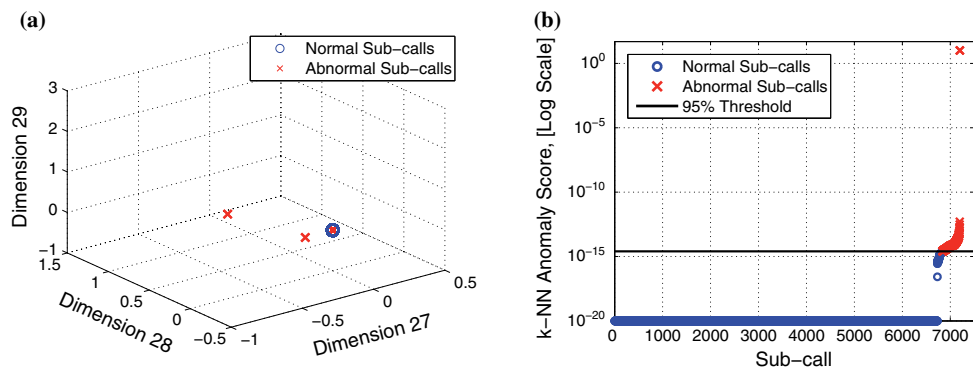 (a)
Normal Sub-calls
Abnormal Sub-calls
3
2
1
0
−1
Dimension 29
1.5
1
0.5
0
−0.5
Dimension 28
−1
−0.5
0
0.5
Dimension 27
(b)
Normal Sub-calls
Abnormal Sub-calls
95% Threshold
k−NN Anomaly Score, [Log Scale]
10^0
10^−5
10^−10
10^−15
10^−20
0 1000 2000 3000 4000 5000 6000 7000
Sub−call